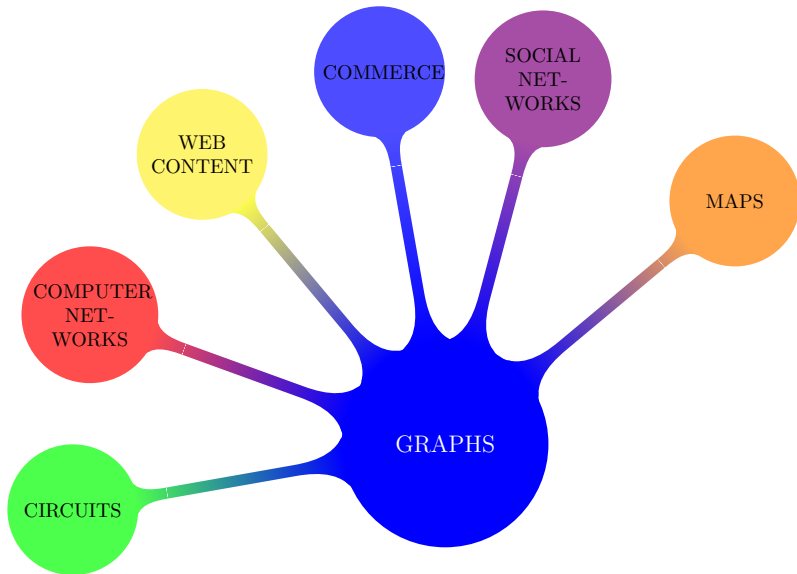 SOCIAL
NET-
WORKS
COMMERCE
WEB
CONTENT
MAPS
COMPUTER
NET-
WORKS
GRAPHS
CIRCUITS